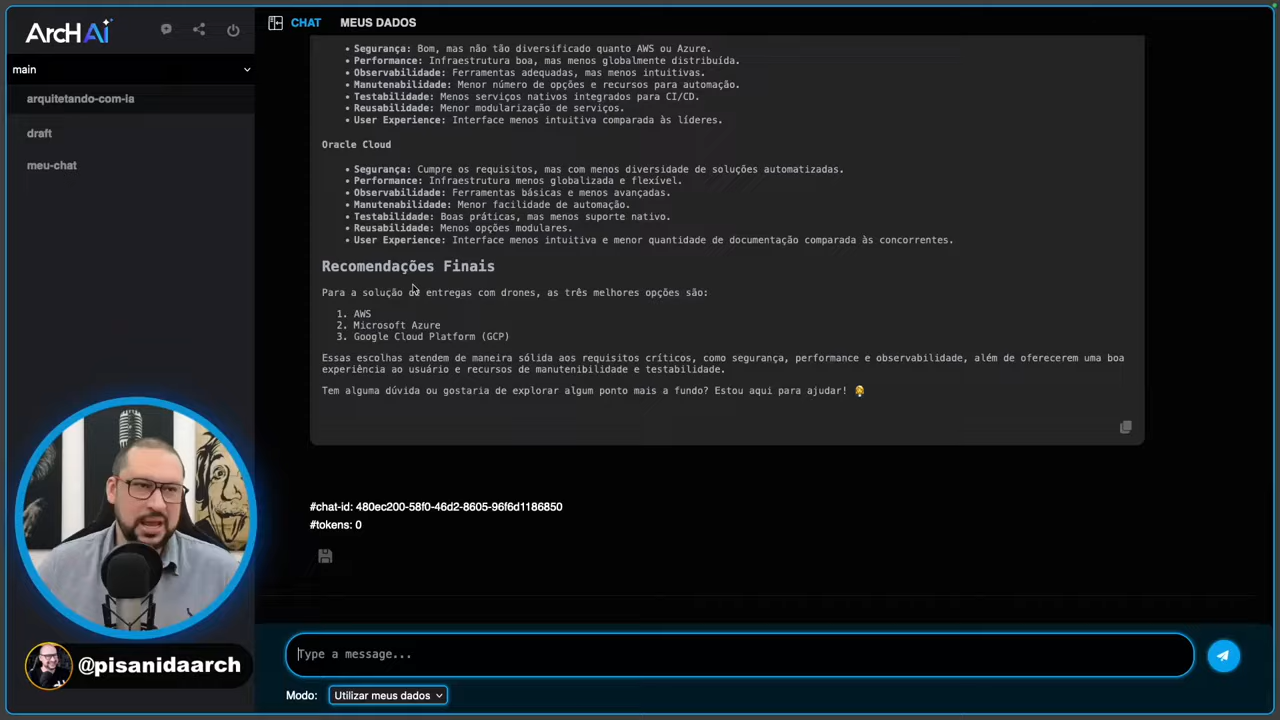 ArcH Ai
CHAT
MEUS DADOS
main
arquitetando-com-ia
draft
meu-chat
• Segurança: Bom, mas não tão diversificado quanto AWS ou Azure.
• Performance: Infraestrutura boa, mas menos globalmente distribuída.
• Observabilidade: Ferramentas adequadas, mas menos intuitivas.
• Manutenabilidade: Menor número de opções e recursos para automação.
• Testabilidade: Menos serviços nativos integrados para CI/CD.
• Reusabilidade: Menor modularização de serviços.
• User Experience: Interface menos intuitiva comparada às líderes.
Oracle Cloud
• Segurança: Cumpre os requisitos, mas com menos diversidade de soluções automatizadas.
• Performance: Infraestrutura menos globalizada e flexível.
• Observabilidade: Ferramentas básicas e menos avançadas.
• Manutenabilidade: Menor facilidade de automação.
• Testabilidade: Boas práticas, mas menos suporte nativo.
• Reusabilidade: Menos opções modulares.
• User Experience: Interface menos intuitiva e menor quantidade de documentação comparada às concorrentes.
Recomendações Finais
Para a solução de entregas com drones, as três melhores opções são:
1. AWS
2. Microsoft Azure
3. Google Cloud Platform (GCP)
Essas escolhas atendem de maneira sólida aos requisitos críticos, como segurança, performance e observabilidade, além de oferecerem uma boa
experiência ao usuário e recursos de manutenibilidade e testabilidade.
Tem alguma dúvida ou gostaria de explorar algum ponto mais a fundo? Estou aqui para ajudar!
#chat-id: 480ec200-58f0-46d2-8605-96f6d1186850
#tokens: 0
Type a message...
Modo: Utilizar meus dados
@pisanidaarch